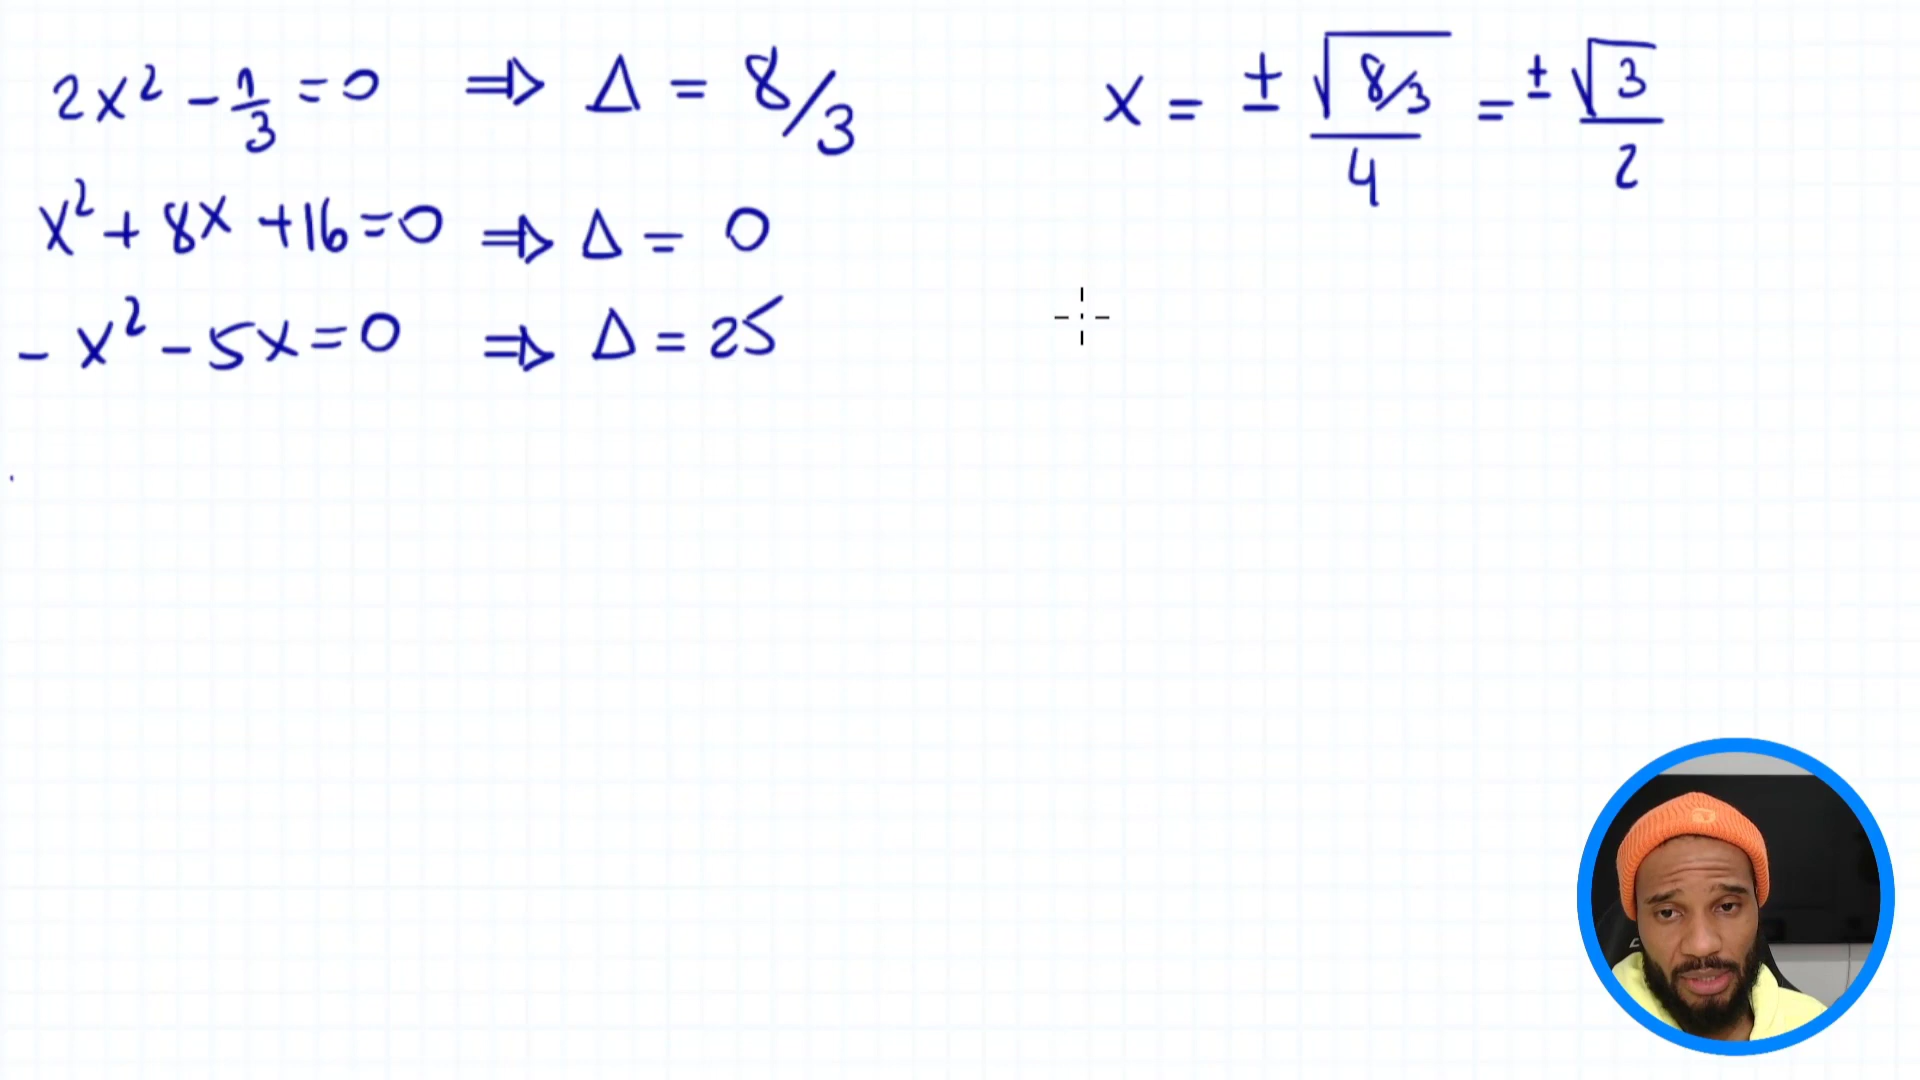 2x² - 1/3 = 0 ⇒ Δ = 8/3
x = ± √(8/3)/4 = ± √3/2
x² + 8x + 16 = 0 ⇒ Δ = 0
- x² - 5x = 0 ⇒ Δ = 25